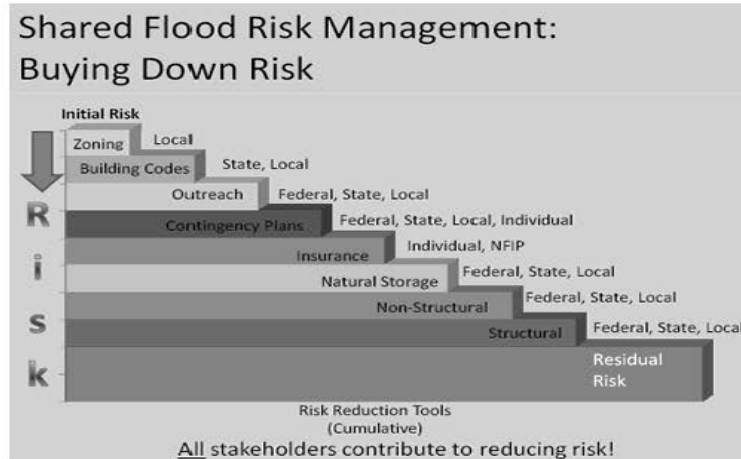 Shared Flood Risk Management:
Buying Down Risk
Initial Risk
Zoning Local
Building Codes State, Local
Outreach Federal, State, Local
Contingency Plans Federal, State, Local, Individual
Insurance Individual, NFIP
Natural Storage Federal, State, Local
Non-Structural Federal, State, Local
Structural Federal, State, Local
Risk
Residual
Risk
Risk Reduction Tools
(Cumulative)
All stakeholders contribute to reducing risk!